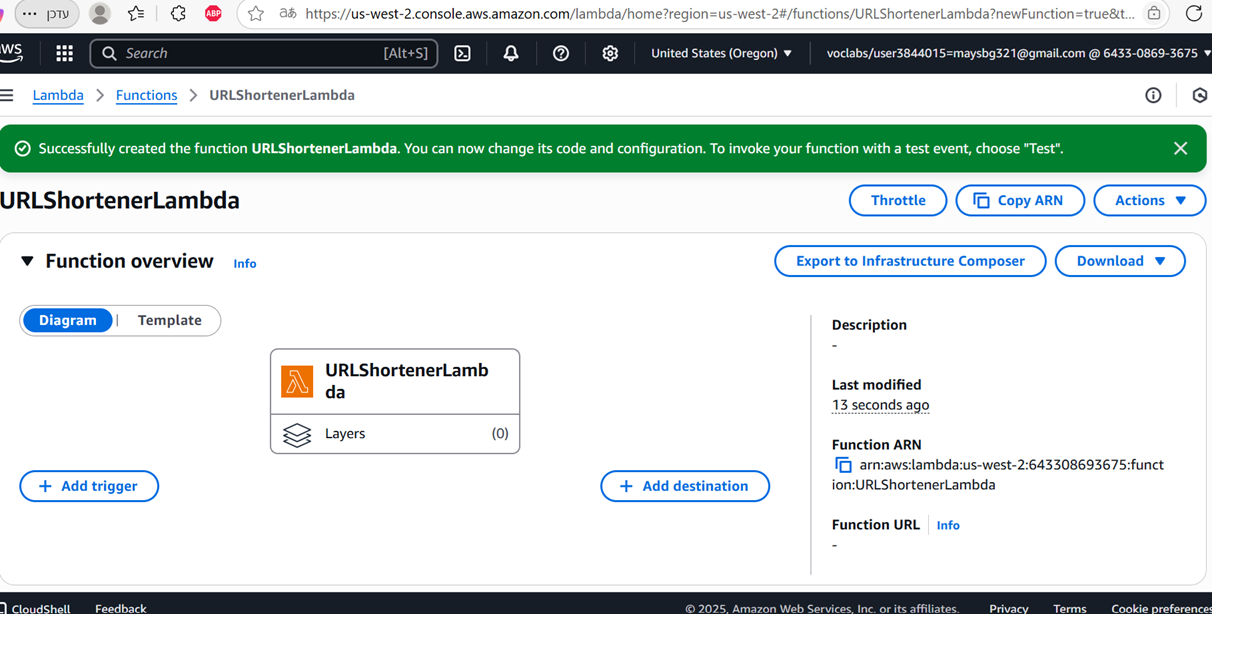 עדכן
ABP
https://us-west-2.console.aws.amazon.com/lambda/home?region=us-west-2#/functions/URLShortenerLambda?newFunction=true&t...
aws
Search [Alt+S]
United States (Oregon) ▼
voclabs/user3844015=maysbg321@gmail.com @ 6433-0869-3675 ▼
Lambda > Functions > URLShortenerLambda
Successfully created the function URLShortenerLambda. You can now change its code and configuration. To invoke your function with a test event, choose "Test".
URLShortenerLambda
Throttle
Copy ARN
Actions ▼
▼ Function overview Info
Export to Infrastructure Composer
Download ▼
Diagram | Template
Description
-
URLShortenerLamb
da
Last modified
13 seconds ago
Layers (0)
Function ARN
arn:aws:lambda:us-west-2:643308693675:funct
ion:URLShortenerLambda
+ Add trigger
+ Add destination
Function URL Info
-
CloudShell Feedback
© 2025, Amazon Web Services, Inc. or its affiliates. Privacy Terms Cookie preferences